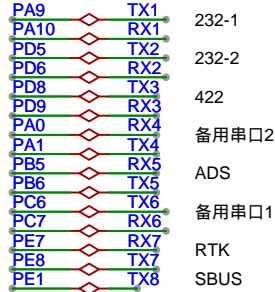 PA9 TX1 232-1
PA10 RX1
PD5 TX2 232-2
PD6 RX2
PD8 TX3 422
PD9 RX3
PA0 RX4 备用串口2
PA1 TX4
PB5 RX5 ADS
PB6 TX5
PC6 TX6 备用串口1
PC7 RX6
PE7 RX7 RTK
PE8 TX7
PE1 TX8 SBUS